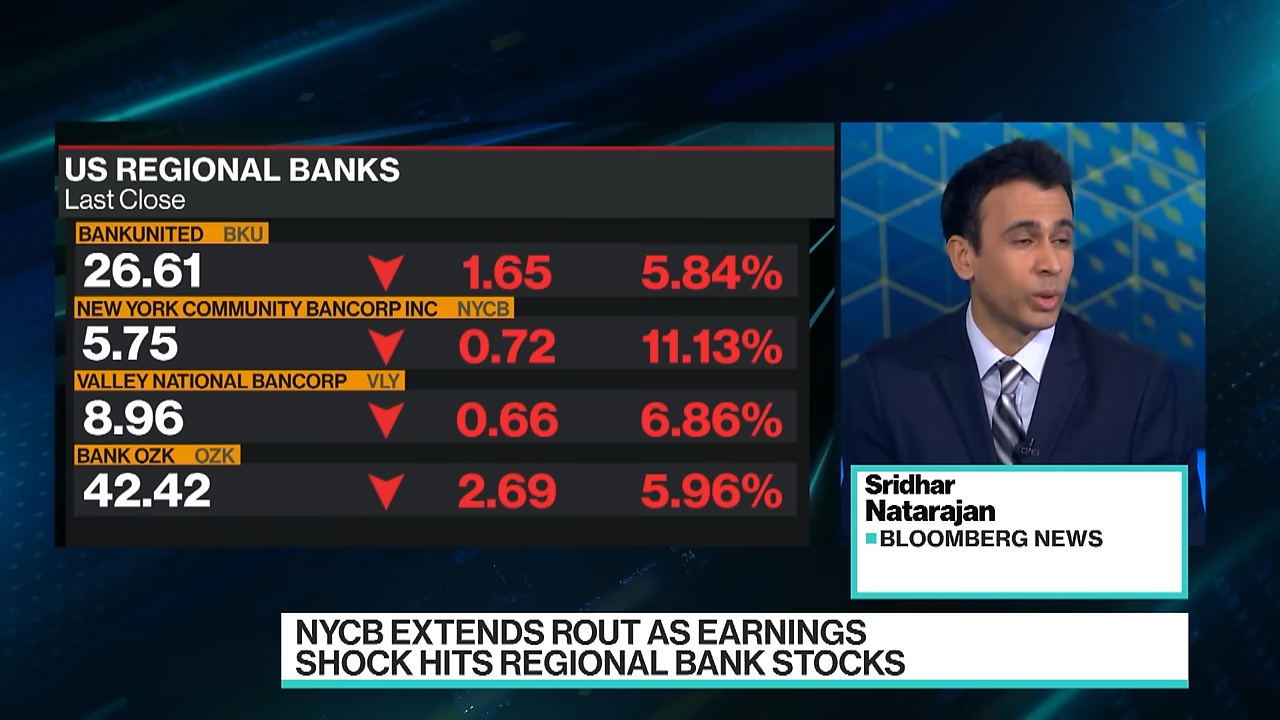 US REGIONAL BANKS
Last Close
BANKUNITED BKU
26.61 1.65 5.84%
NEW YORK COMMUNITY BANCORP INC NYCB
5.75 0.72 11.13%
VALLEY NATIONAL BANCORP VLY
8.96 0.66 6.86%
BANK OZK OZK
42.42 2.69 5.96%
Sridhar
Natarajan
BLOOMBERG NEWS
NYCB EXTENDS ROUT AS EARNINGS
SHOCK HITS REGIONAL BANK STOCKS